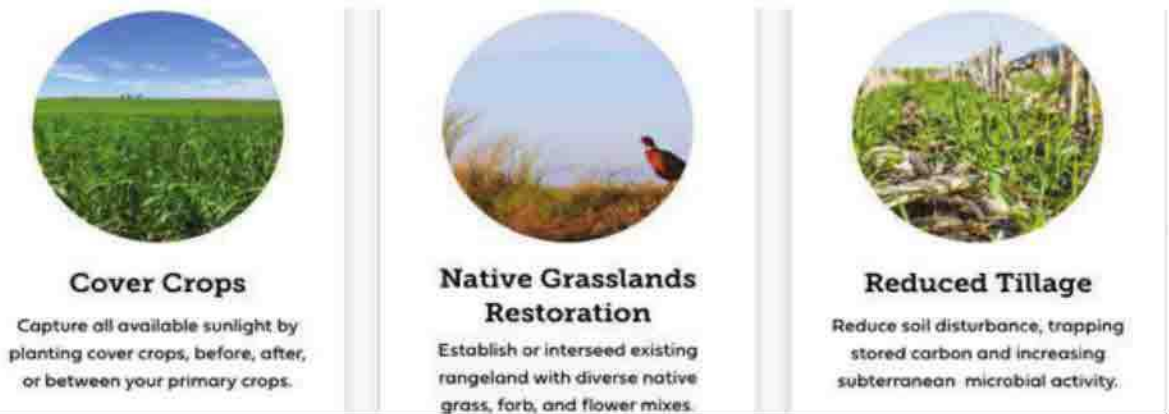 Cover Crops
Capture all available sunlight by
planting cover crops, before, after,
or between your primary crops.
Native Grasslands
Restoration
Establish or interseed existing
rangeland with diverse native
grass, forb, and flower mixes.
Reduced Tillage
Reduce soil disturbance, trapping
stored carbon and increasing
subterranean microbial activity.